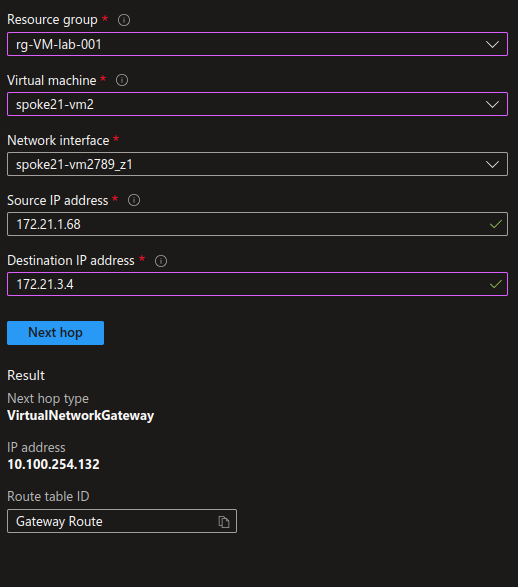 Resource group *
rg-VM-lab-001
Virtual machine *
spoke21-vm2
Network interface *
spoke21-vm2789_z1
Source IP address *
172.21.1.68
Destination IP address *
172.21.3.4
Next hop
Result
Next hop type
VirtualNetworkGateway
IP address
10.100.254.132
Route table ID
Gateway Route